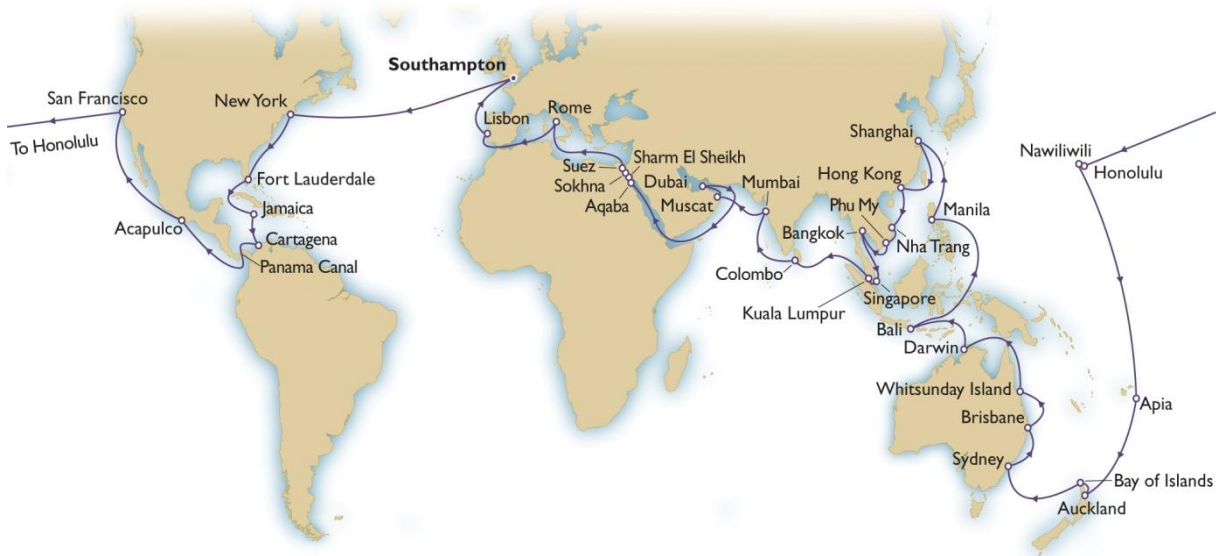 Southampton
San Francisco
New York
Rome
Lisbon
To Honolulu
Shanghai
Sharm El Sheikh
Suez
Nawiliwili
Honolulu
Fort Lauderdale
Sokhna
Dubai
Mumbai
Hong Kong
Aqaba
Muscat
Phu My
Manila
Jamaica
Acapulco
Bangkok
Nha Trang
Cartagena
Panama Canal
Colombo
Singapore
Kuala Lumpur
Bali
Darwin
Whitsunday Island
Apia
Brisbane
Sydney
Bay of Islands
Auckland